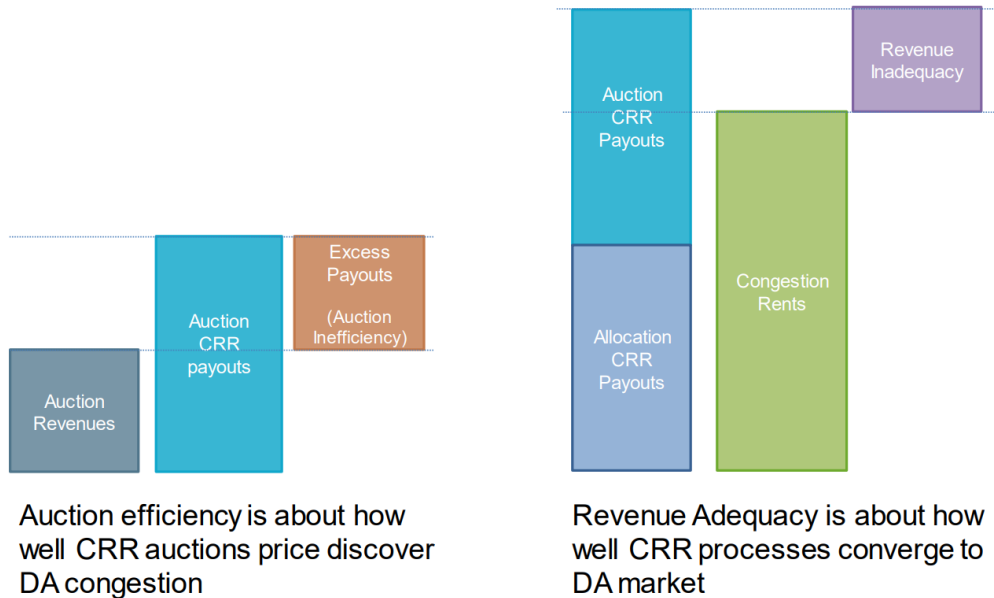 Auction
Revenues
Auction
CRR
payouts
Excess
Payouts
(Auction
Inefficiency)
Auction efficiency is about how
well CRR auctions price discover
DA congestion
Auction
CRR
Payouts
Allocation
CRR
Payouts
Congestion
Rents
Revenue
Inadequacy
Revenue Adequacy is about how
well CRR processes converge to
DA market